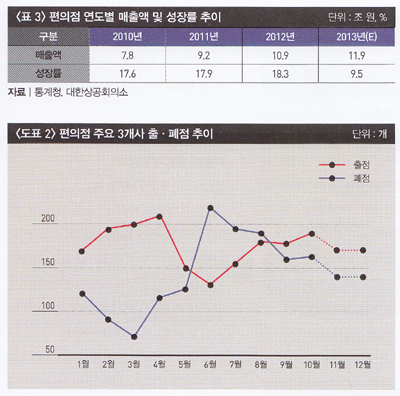 <표 3> 편의점 연도별 매출액 및 성장률 추이 단위 : 조 원, %
구분 2010년 2011년 2012년 2013년(E)
매출액 7.8 9.2 10.9 11.9
성장률 17.6 17.9 18.3 9.5
자료 | 통계청, 대한상공회의소
<도표 2> 편의점 주요 3개사 출 · 폐점 추이 단위 : 개
출점
폐점
200
150
100
50
1월 2월 3월 4월 5월 6월 7월 8월 9월 10월 11월 12월